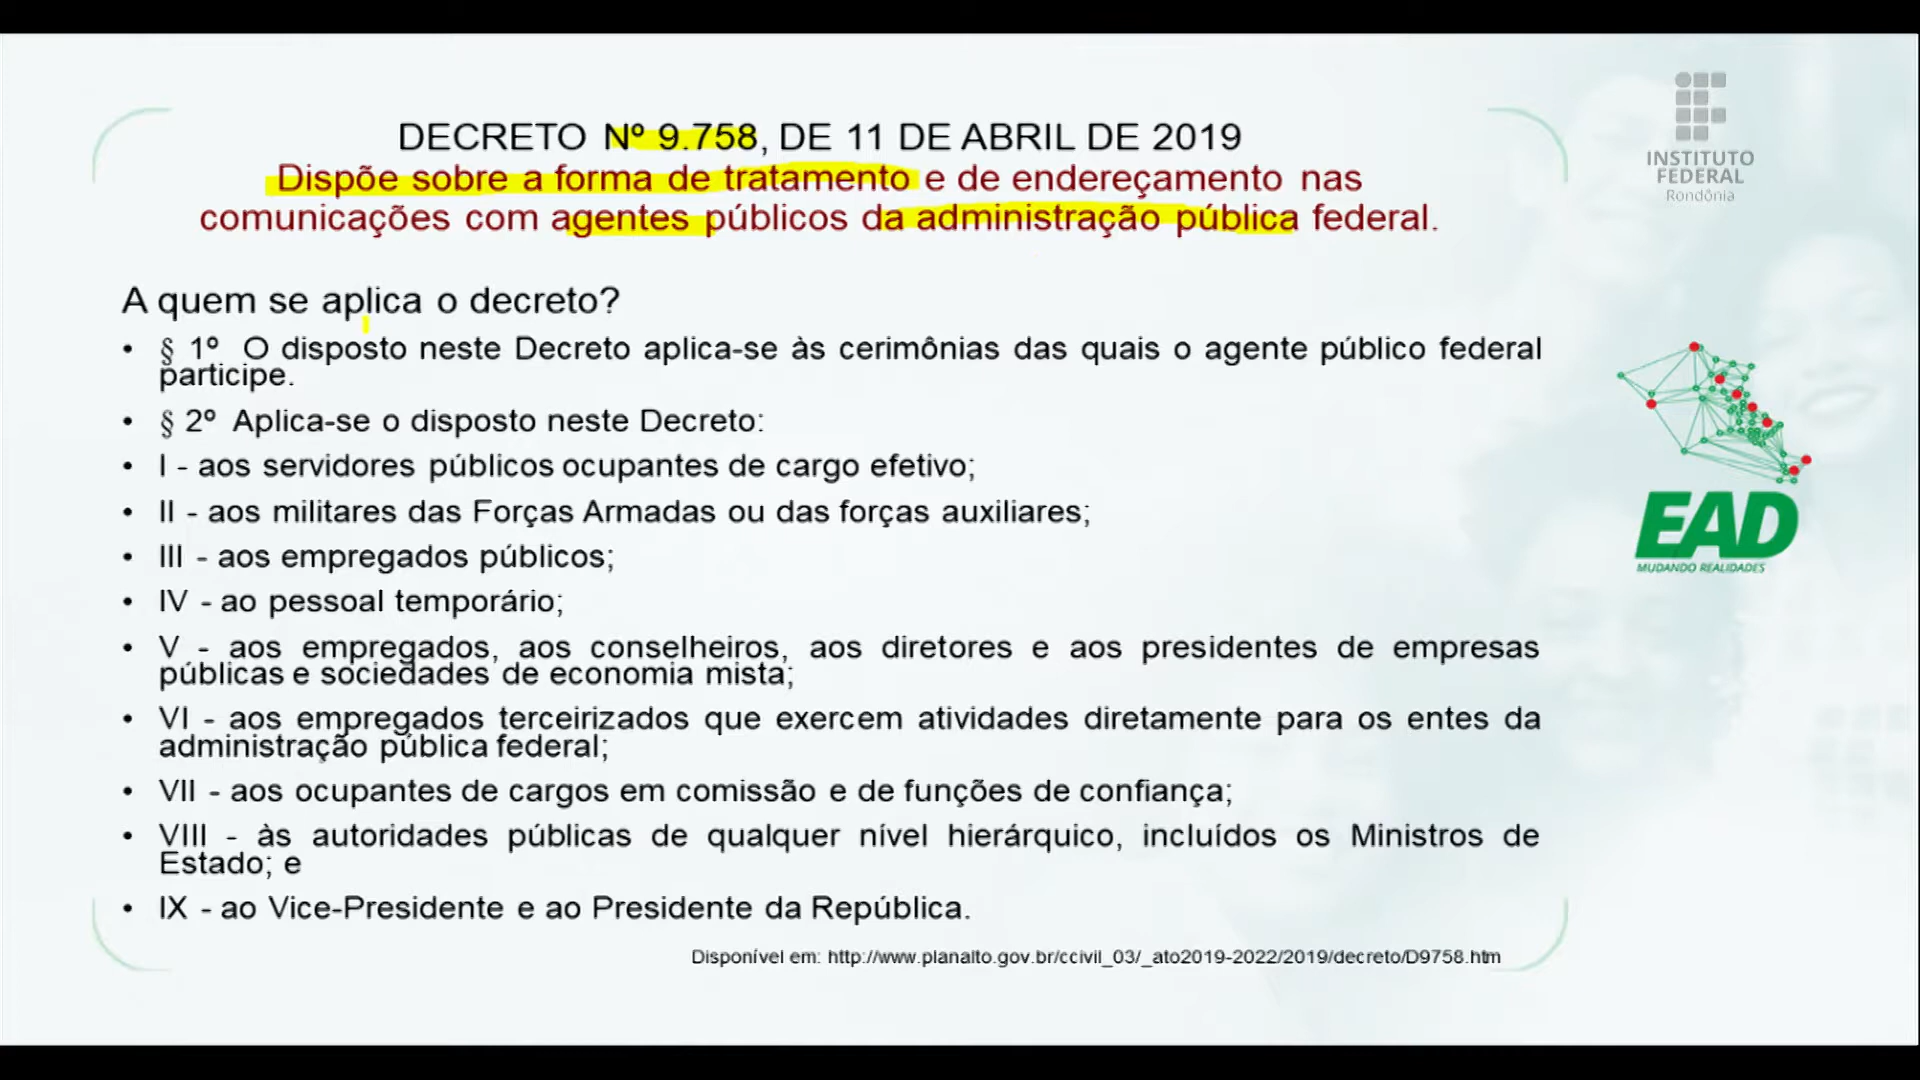 DECRETO Nº 9.758, DE 11 DE ABRIL DE 2019
Dispõe sobre a forma de tratamento e de endereçamento nas
comunicações com agentes públicos da administração pública federal.
INSTITUTO
FEDERAL
Rondônia
A quem se aplica o decreto?
• § 1º O disposto neste Decreto aplica-se às cerimônias das quais o agente público federal
participe.
• § 2º Aplica-se o disposto neste Decreto:
• I - aos servidores públicos ocupantes de cargo efetivo;
• II - aos militares das Forças Armadas ou das forças auxiliares;
• III - aos empregados públicos;
• IV - ao pessoal temporário;
• V - aos empregados, aos conselheiros, aos diretores e aos presidentes de empresas
públicas e sociedades de economia mista;
• VI - aos empregados terceirizados que exercem atividades diretamente para os entes da
administração pública federal;
• VII - aos ocupantes de cargos em comissão e de funções de confiança;
• VIII - às autoridades públicas de qualquer nível hierárquico, incluídos os Ministros de
Estado; e
• IX - ao Vice-Presidente e ao Presidente da República.
EAD
MUDANDO REALIDADES
Disponível em: http://www.planalto.gov.br/ccivil_03/_ato2019-2022/2019/decreto/D9758.htm